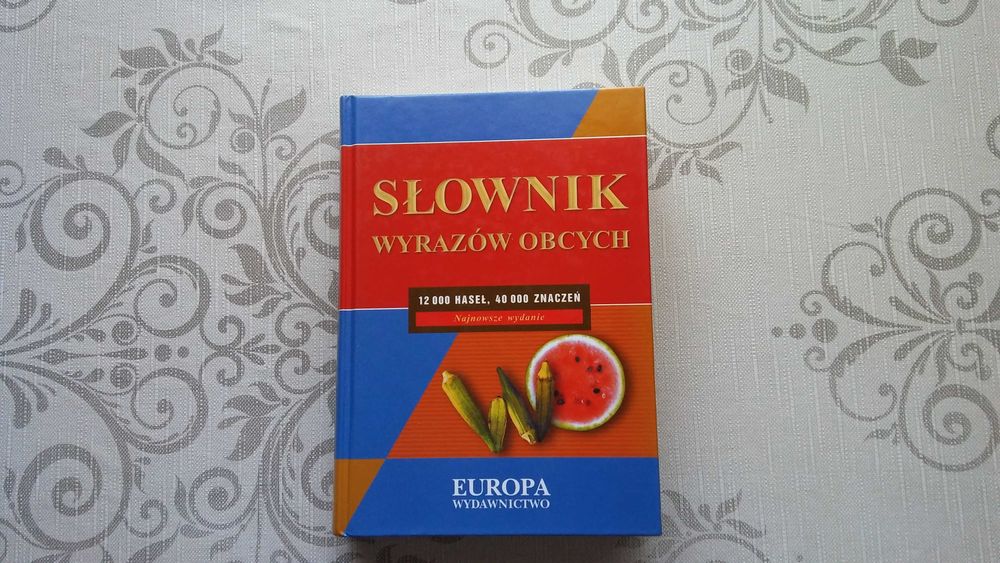 SŁOWNIK
WYRAZÓW OBCYCH
12 000 HASEŁ, 40 000 ZNACZEŃ
Najnowsze wydanie
EUROPA
WYDAWNICTWO